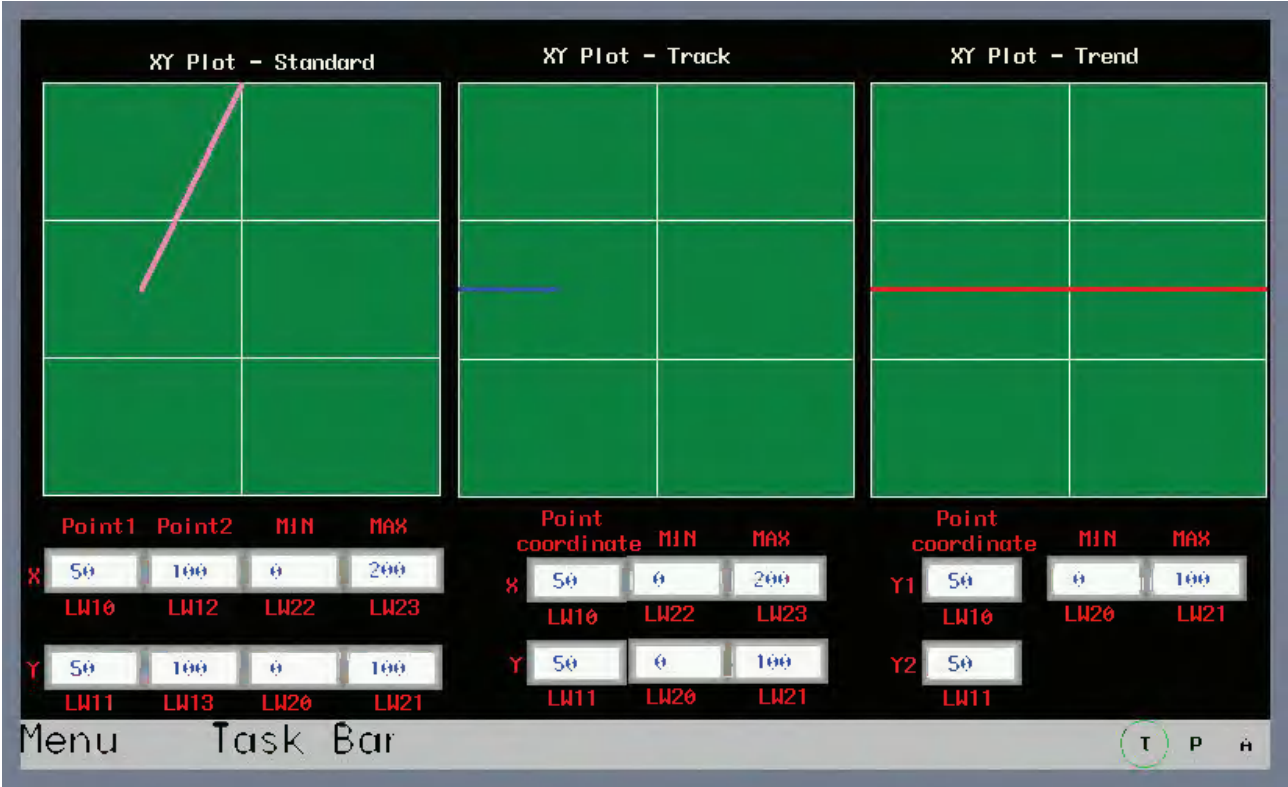 XY Plot - Standard
XY Plot - Track
XY Plot - Trend
Point1 Point2 MIN MAX
X 50 100 0 200
LW10 LW12 LW22 LW23
Y 50 100 0 100
LW11 LW13 LW20 LW21
Point
coordinate MIN MAX
X 50 0 200
LW10 LW22 LW23
Y 50 0 100
LW11 LW20 LW21
Point
coordinate MIN MAX
Y1 50 0 100
LW10 LW20 LW21
Y2 50
LW11
Menu Task Bar T P A